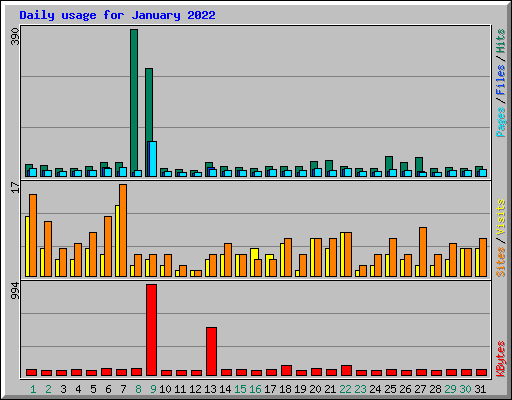 Daily usage for January 2022
390
Pages / Files / Hits
17
Sites / Visits
994
KBytes
1 2 3 4 5 6 7 8 9 10 11 12 13 14 15 16 17 18 19 20 21 22 23 24 25 26 27 28 29 30 31